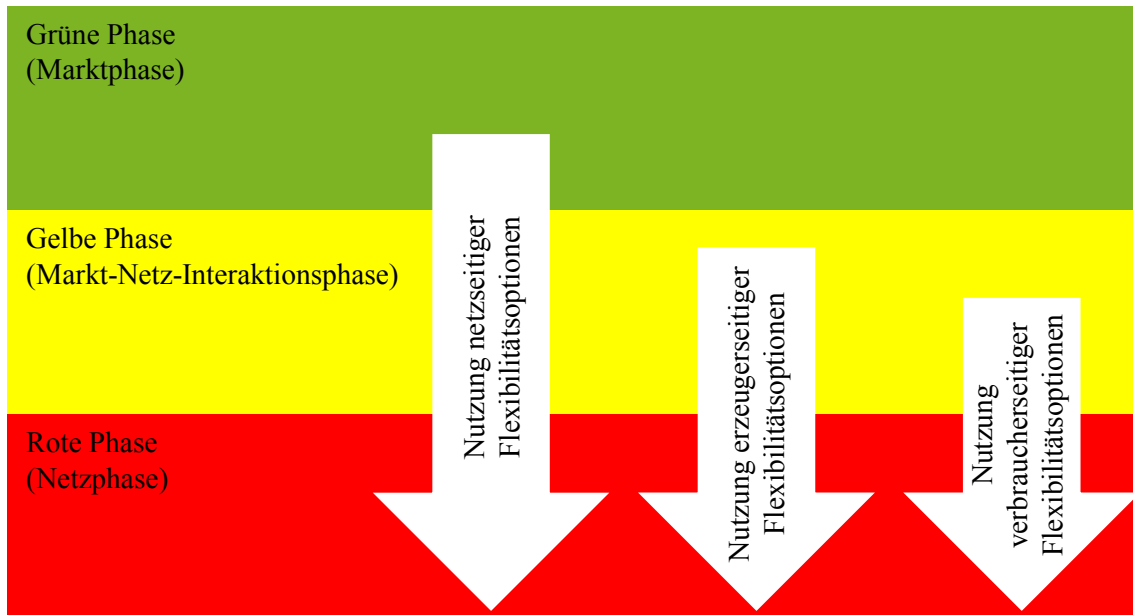 Grüne Phase
(Marktphase)
Gelbe Phase
(Markt-Netz-Interaktionsphase)
Rote Phase
(Netzphase)
Nutzung netzseitiger
Flexibilitätsoptionen
Nutzung erzeugerseitiger
Flexibilitätsoptionen
Nutzung
verbraucherseitiger
Flexibilitätsoptionen